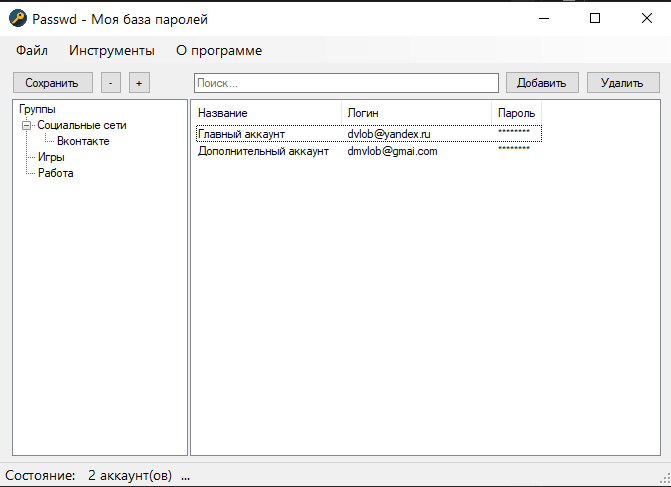 Passwd - Моя база паролей
Файл Инструменты О программе
Сохранить - + Поиск... Добавить Удалить
Группы
Социальные сети
Вконтакте
Игры
Работа
Название Логин Пароль
Главный аккаунт dvlob@yandex.ru ********
Дополнительный аккаунт dmvlob@gmai.com ********
Состояние: 2 аккаунт(ов) ...